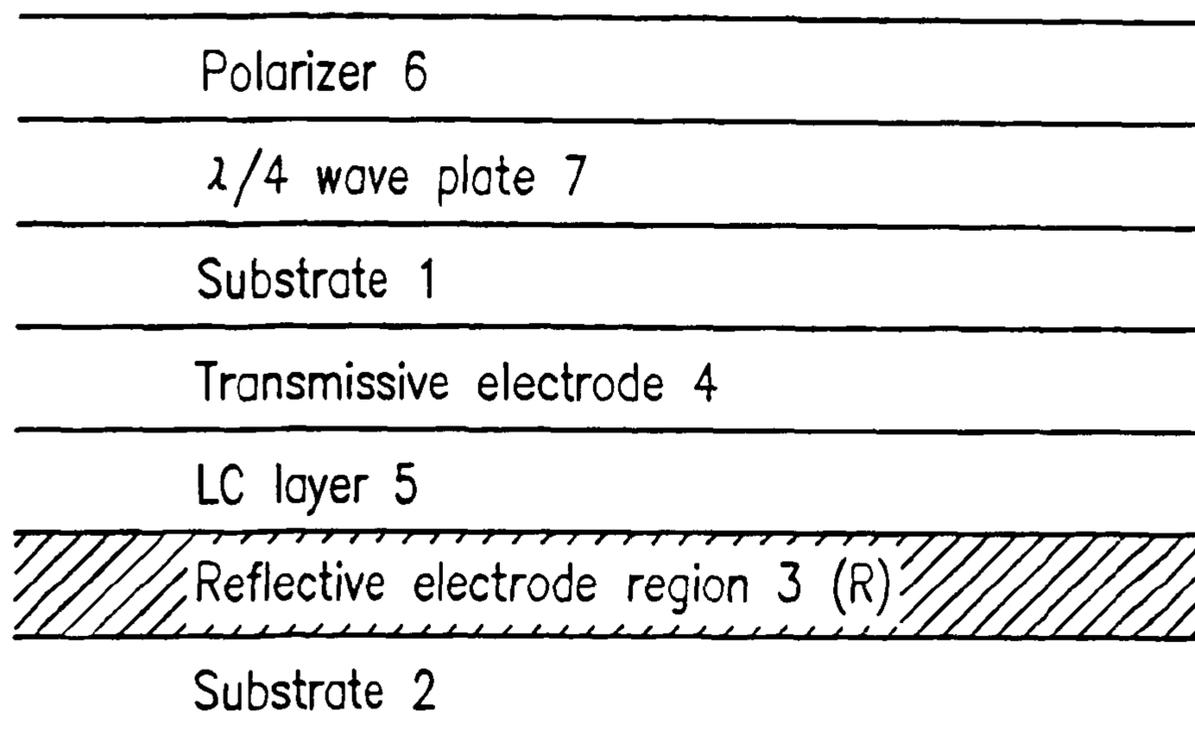 Polarizer 6
λ/4 wave plate 7
Substrate 1
Transmissive electrode 4
LC layer 5
Reflective electrode region 3 (R)
Substrate 2